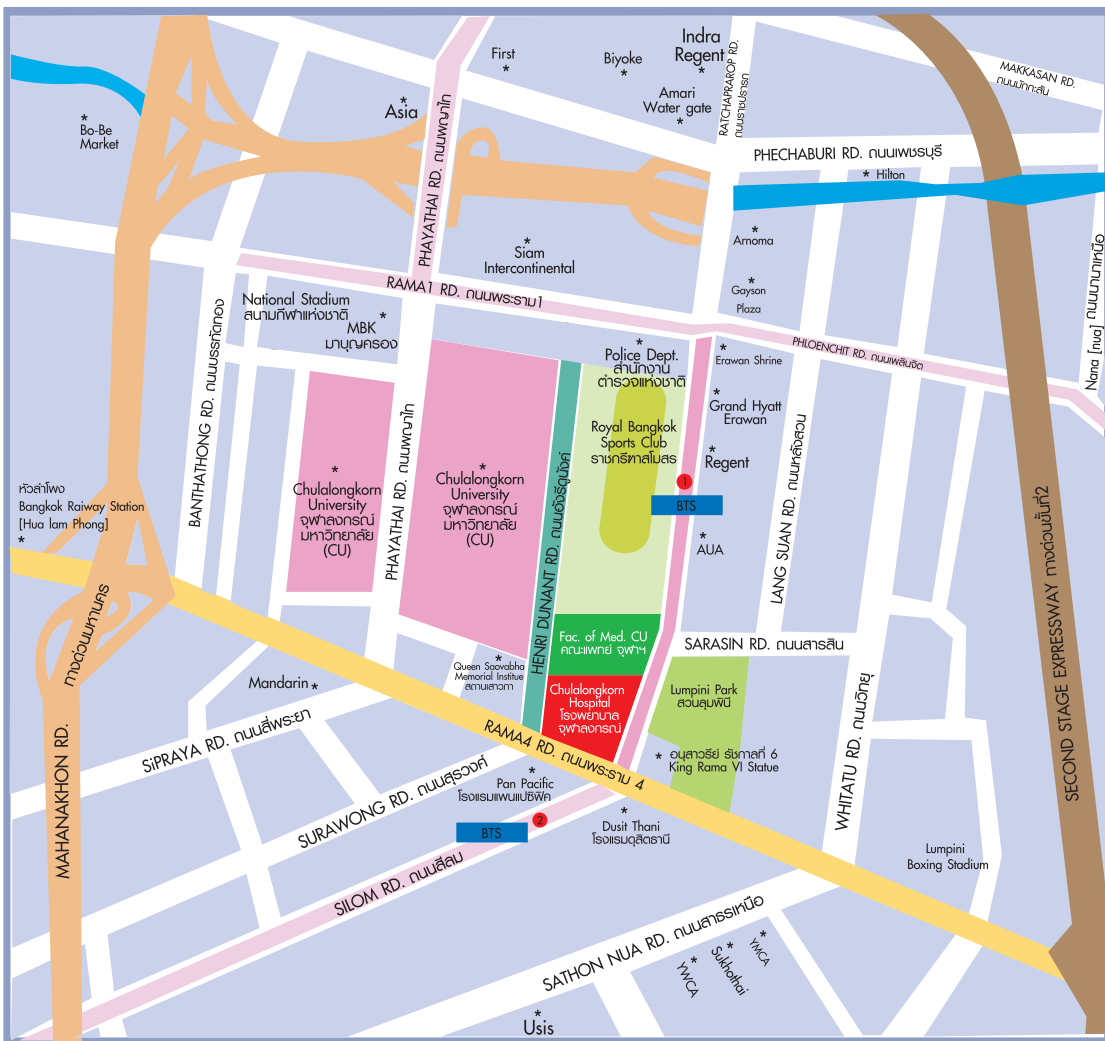 First
Biyoke
Indra
Regent
Amari
Water gate
RATCHAPRAROP RD.
ถนนราชปรารภ
MAKKASAN RD.
ถนนมักกะสัน
Bo-Be
Market
Asia
PHAYATHAI RD. ถนนพญาไท
PHECHABURI RD. ถนนเพชรบุรี
Hilton
Arnoma
Siam
Intercontinental
Gayson
Plaza
RAMA1 RD. ถนนพระราม1
National Stadium
สนามกีฬาแห่งชาติ
MBK
มาบุญครอง
BANTHATHONG RD. ถนนบรรทัดทอง
Police Dept.
สำนักงาน
ตำรวจแห่งชาติ
Erawan Shrine
PHLOENCHIT RD. ถนนเพลินจิต
Nana [nua] ถนนนานาเหนือ
Grand Hyatt
Erawan
Royal Bangkok
Sports Club
ราชกรีฑาสโมสร
Regent
1
BTS
AUA
Chulalongkorn
University
จุฬาลงกรณ์
มหาวิทยาลัย
(CU)
PHAYATHAI RD. ถนนพญาไท
Chulalongkorn
University
จุฬาลงกรณ์
มหาวิทยาลัย
(CU)
HENRI DUNANT RD. ถนนอังรีดูนังต์
LANG SUAN RD. ถนนหลังสวน
หัวลำโพง
Bangkok Raiway Station
[Hua lam Phong]
MAHANAKHON RD. ทางด่วนมหานคร
Fac. of Med. CU
คณะแพทย์ จุฬาฯ
SARASIN RD. ถนนสารสิน
Queen Saovabha
Memorial Institue
สถานเสาวภา
Mandarin
Chulalongkorn
Hospital
โรงพยาบาล
จุฬาลงกรณ์
Lumpini Park
สวนลุมพินี
SiPRAYA RD. ถนนสี่พระยา
RAMA4 RD. ถนนพระราม 4
อนุสาวรีย์ รัชกาลที่ 6
King Rama VI Statue
WHITATU RD. ถนนวิทยุ
SECOND STAGE EXPRESSWAY ทางด่วนขั้นที่2
SURAWONG RD. ถนนสุรวงศ์
Pan Pacific
โรงแรมแพนแปซิฟิค
2
BTS
Dusit Thani
โรงแรมดุสิตธานี
Lumpini
Boxing Stadium
SILOM RD. ถนนสีลม
SATHON NUA RD. ถนนสาธรเหนือ
YWCA
Sukhothai
YMCA
Usis